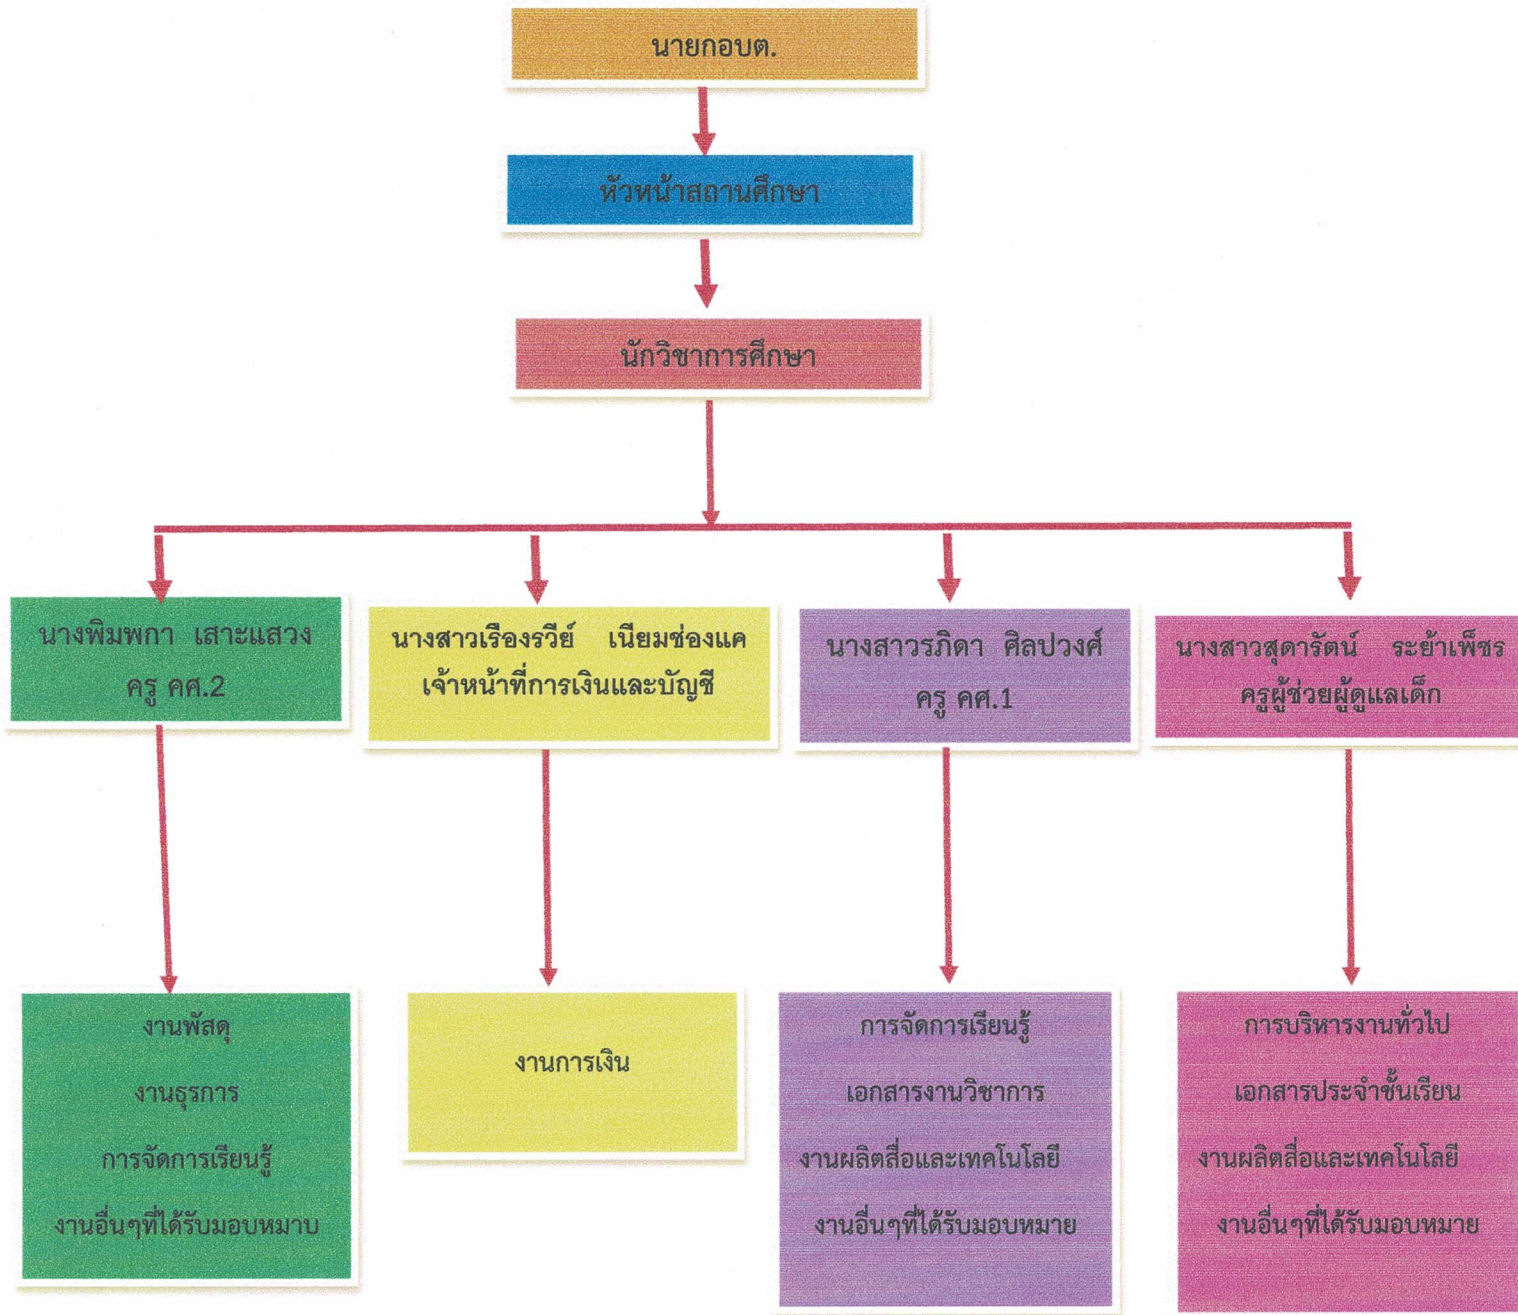 นายกอบต.
หัวหน้าสถานศึกษา
นักวิชาการศึกษา
นางพิมพกา เสาะแสวง
ครู คศ.2
นางสาวเรืองรวีย์ เนียมช่องแค
เจ้าหน้าที่การเงินและบัญชี
นางสาวรภิดา ศิลปวงศ์
ครู คศ.1
นางสาวสุดารัตน์ ระย้าเพ็ชร
ครูผู้ช่วยผู้ดูแลเด็ก
งานพัสดุ
งานธุรการ
การจัดการเรียนรู้
งานอื่นๆที่ได้รับมอบหมาบ
งานการเงิน
การจัดการเรียนรู้
เอกสารงานวิชาการ
งานผลิตสื่อและเทคโนโลยี
งานอื่นๆที่ได้รับมอบหมาย
การบริหารงานทั่วไป
เอกสารประจำชั้นเรียน
งานผลิตสื่อและเทคโนโลยี
งานอื่นๆที่ได้รับมอบหมาย